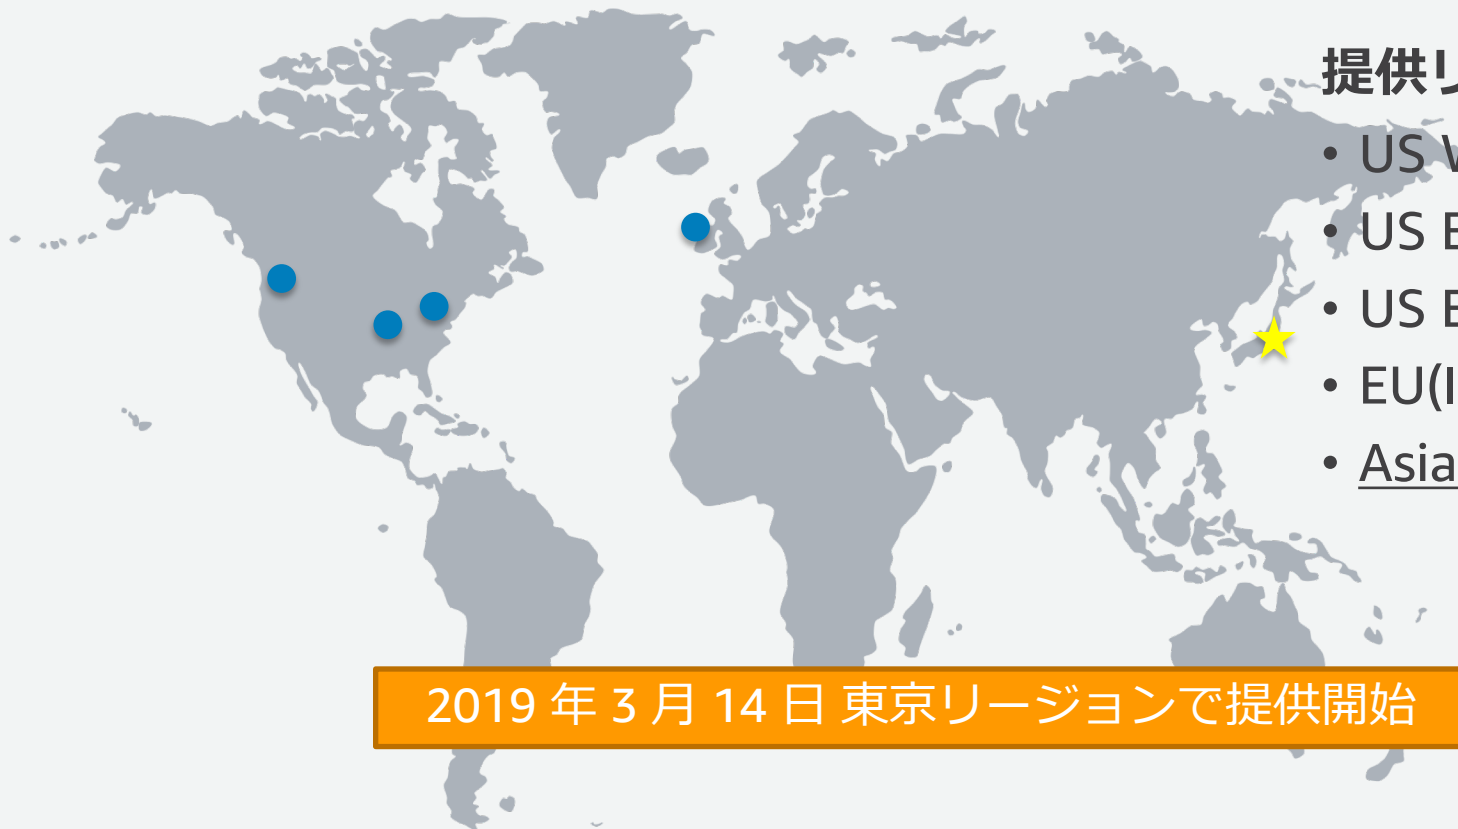 提供リ
• US W
• US E
• US E
• EU(I
• Asia
2019 年 3 月 14 日 東京リージョンで提供開始